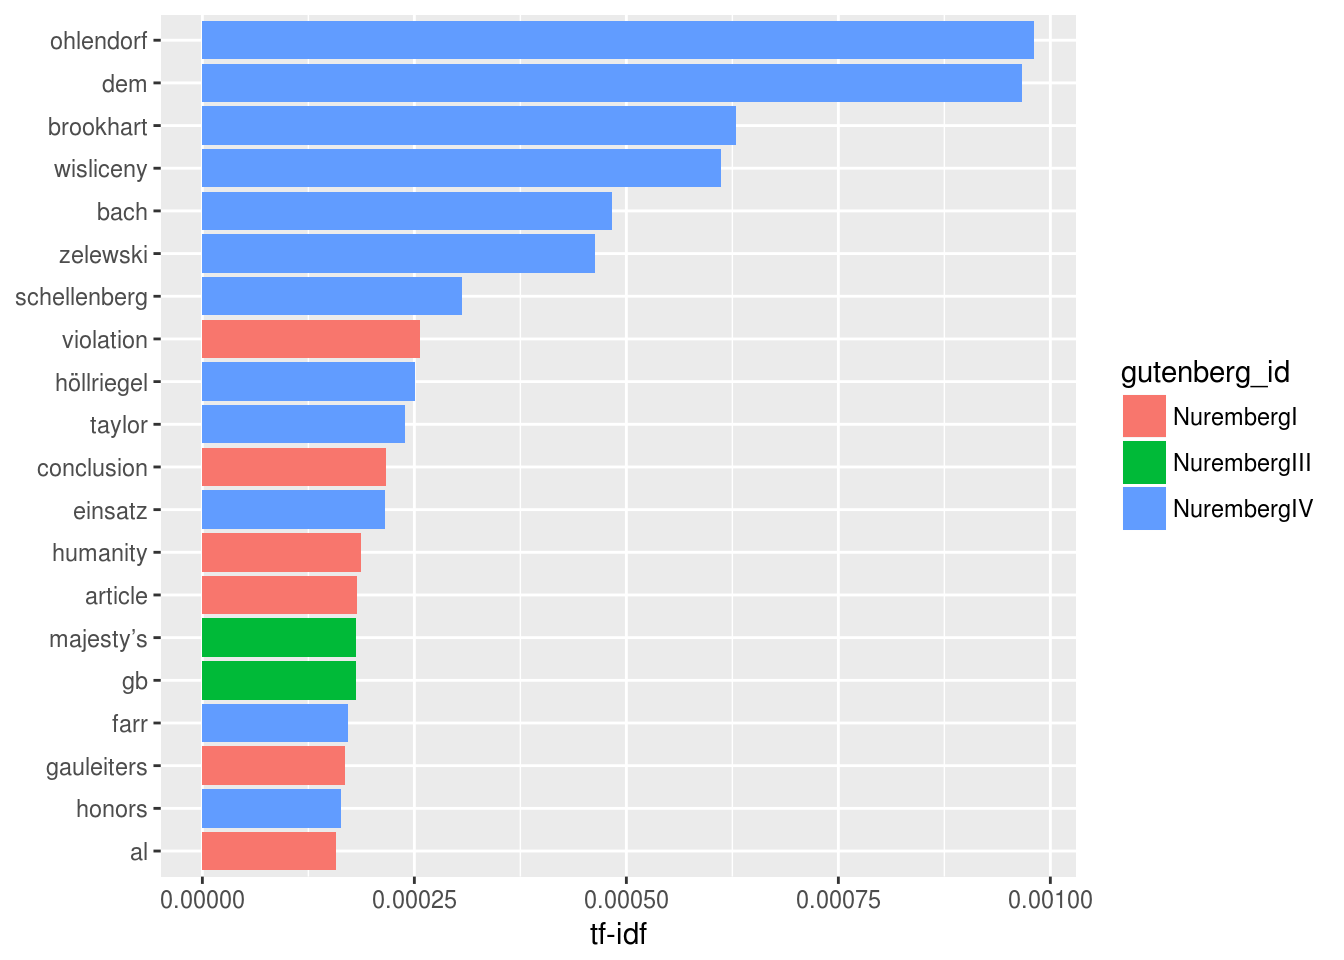 ohlendorf
dem
brookhart
wisliceny
bach
zelewski
schellenberg
violation
höllriegel
taylor
conclusion
einsatz
humanity
article
majesty’s
gb
farr
gauleiters
honors
al
0.00000 0.00025 0.00050 0.00075 0.00100
tf-idf
gutenberg_id
NurembergI
NurembergIII
NurembergIV